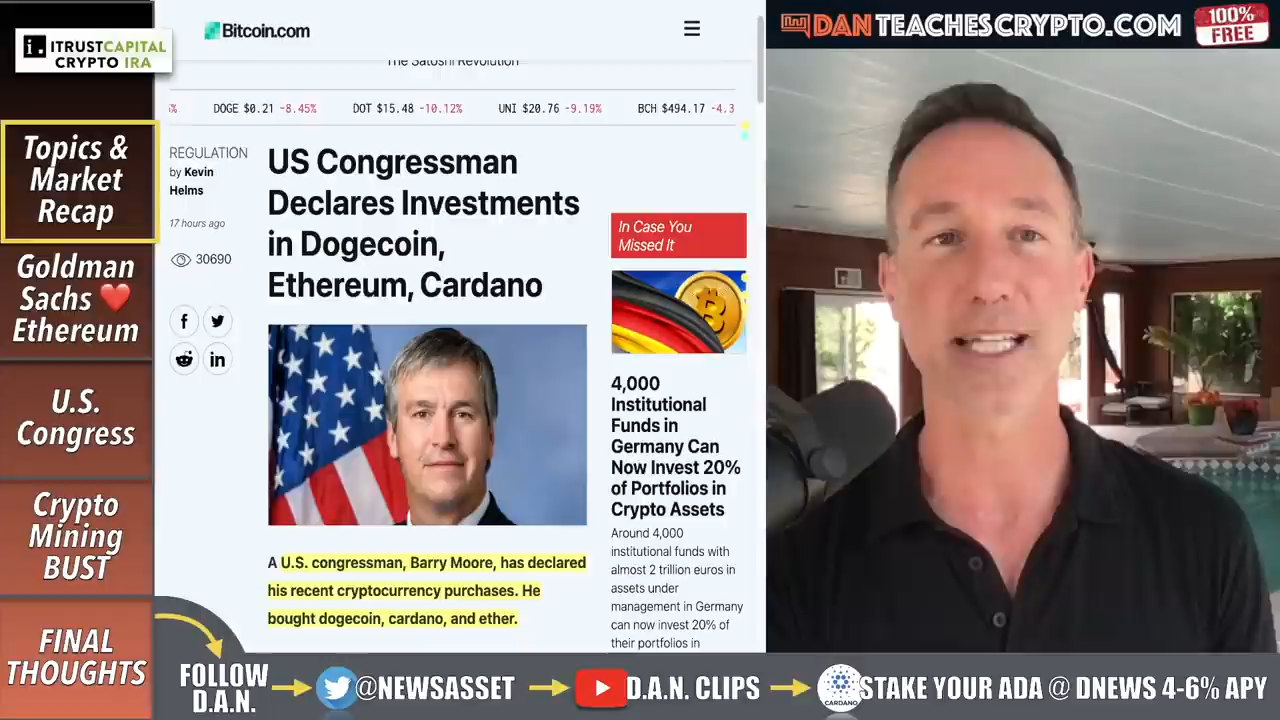 ITRUSTCAPITAL
CRYPTO IRA
Topics &
Market
Recap
Goldman
Sachs ❤️
Ethereum
U.S.
Congress
Crypto
Mining
BUST
FINAL
THOUGHTS
Bitcoin.com
The Satoshi Revolution
% DOGE $0.21 -8.45% DOT $15.48 -10.12% UNI $20.76 -9.19% BCH $494.17 -4.3
REGULATION
by Kevin
Helms
17 hours ago
30690
US Congressman
Declares Investments
in Dogecoin,
Ethereum, Cardano
A U.S. congressman, Barry Moore, has declared
his recent cryptocurrency purchases. He
bought dogecoin, cardano, and ether.
In Case You
Missed It
4,000
Institutional
Funds in
Germany Can
Now Invest 20%
of Portfolios in
Crypto Assets
Around 4,000
institutional funds with
almost 2 trillion euros in
assets under
management in Germany
can now invest 20% of
their portfolios in
DANTEACHESCRYPTO.COM
100%
FREE
FOLLOW
D.A.N.
@NEWSASSET
D.A.N. CLIPS
CARDANO
STAKE YOUR ADA @ DNEWS 4-6% APY